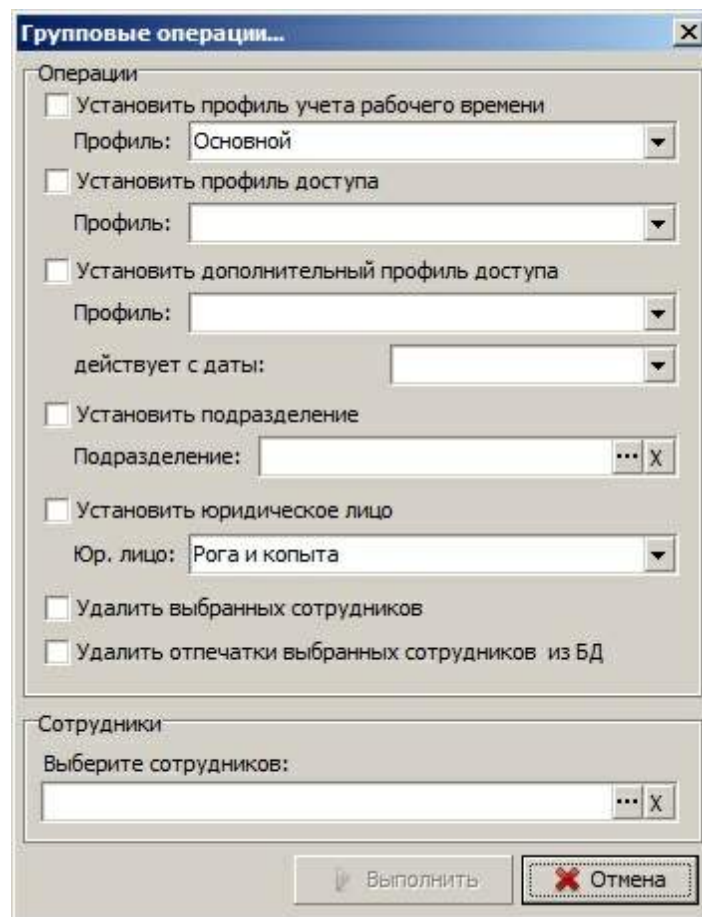 Групповые операции...
Операции
Установить профиль учета рабочего времени
Профиль: Основной
Установить профиль доступа
Профиль:
Установить дополнительный профиль доступа
Профиль:
действует с даты:
Установить подразделение
Подразделение: ... X
Установить юридическое лицо
Юр. лицо: Рога и копыта
Удалить выбранных сотрудников
Удалить отпечатки выбранных сотрудников из БД
Сотрудники
Выберите сотрудников:
... X
Выполнить Отмена